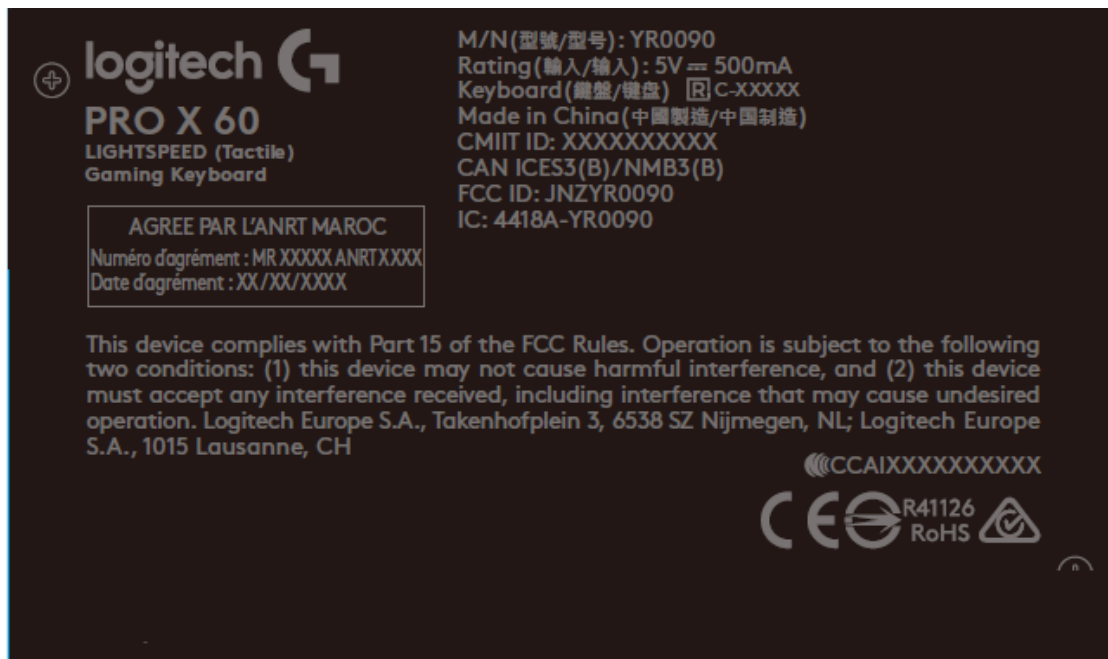 logitech G
PRO X 60
LIGHTSPEED (Tactile)
Gaming Keyboard
AGREE PAR L'ANRT MAROC
Numéro d'agrément : MR XXXXX ANRT XXXX
Date d'agrément : XX/XX/XXXX
M/N(型號/型号): YR0090
Rating(輸入/输入): 5V⎓ 500mA
Keyboard(鍵盤/键盘) R C-XXXXX
Made in China(中國製造/中国制造)
CMIIT ID: XXXXXXXXXX
CAN ICES3(B)/NMB3(B)
FCC ID: JNZYR0090
IC: 4418A-YR0090
This device complies with Part 15 of the FCC Rules. Operation is subject to the following
two conditions: (1) this device may not cause harmful interference, and (2) this device
must accept any interference received, including interference that may cause undesired
operation. Logitech Europe S.A., Takenhofplein 3, 6538 SZ Nijmegen, NL; Logitech Europe
S.A., 1015 Lausanne, CH
CCAIXXXXXXXXXX
CE R41126
RoHS